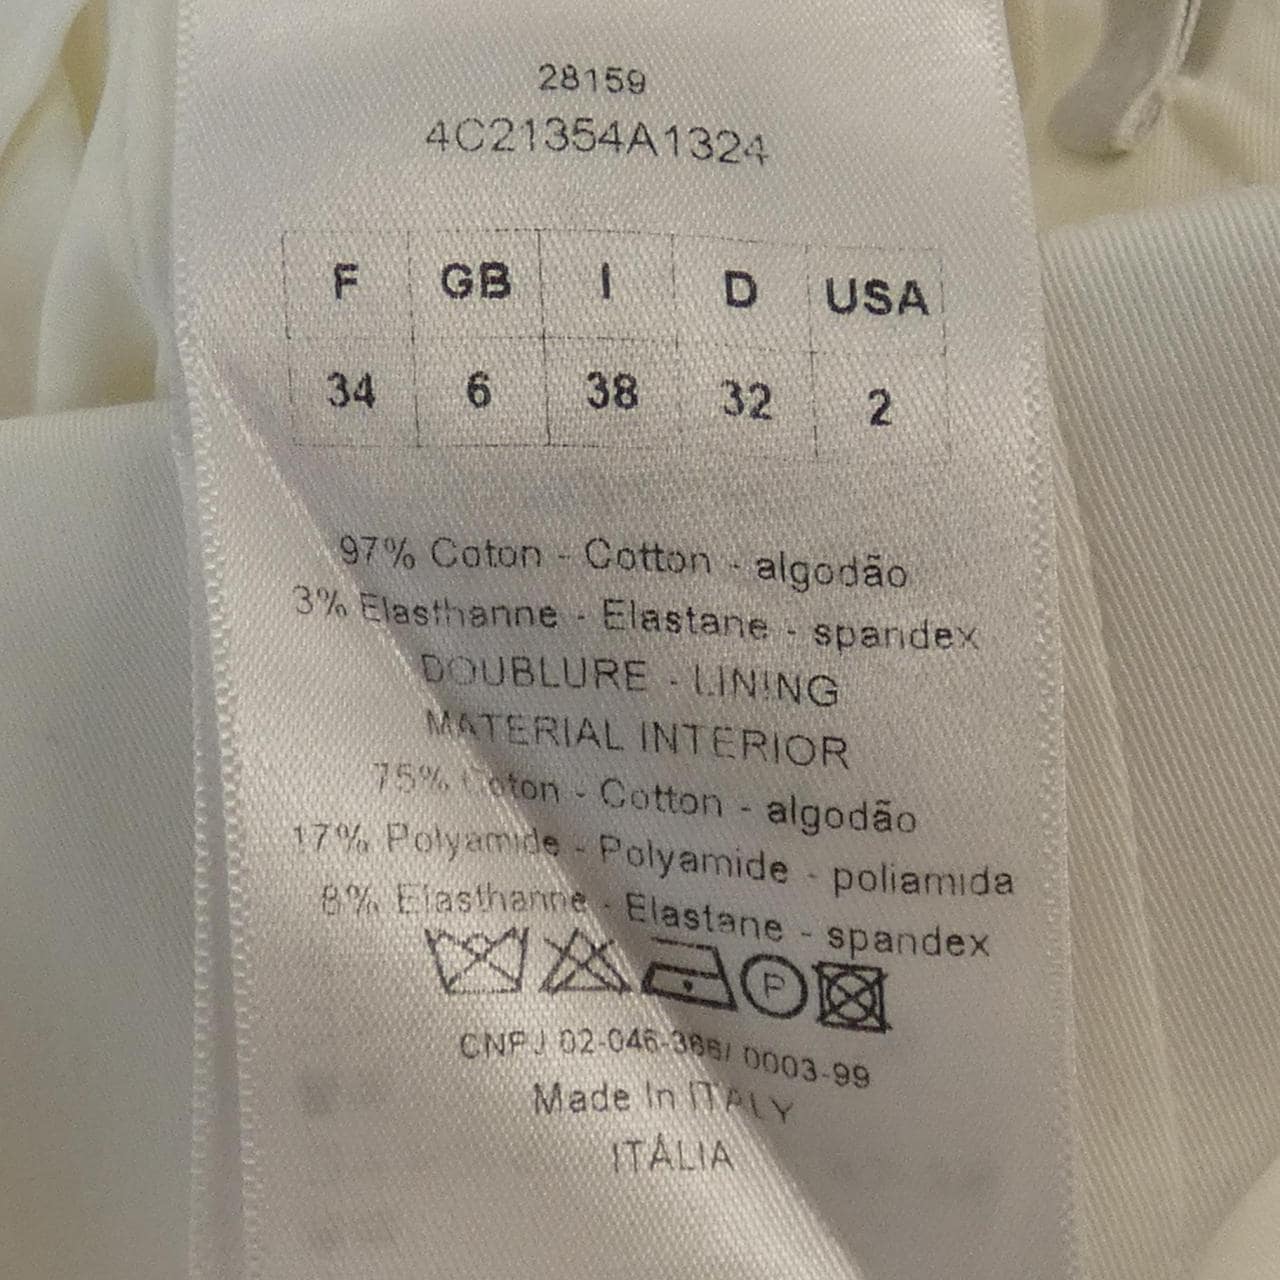 28159
4C21354A1324
F GB I D USA
34 6 38 32 2
97% Coton - Cotton - algodão
3% Elasthanne - Elastane - spandex
DOUBLURE - LINING
MATERIAL INTERIOR
75% Coton - Cotton - algodão
17% Polyamide - Polyamide - poliamida
8% Elasthanne - Elastane - spandex
P
CNPJ 02-046-366/ 0003-99
Made In ITALY
ITÁLIA